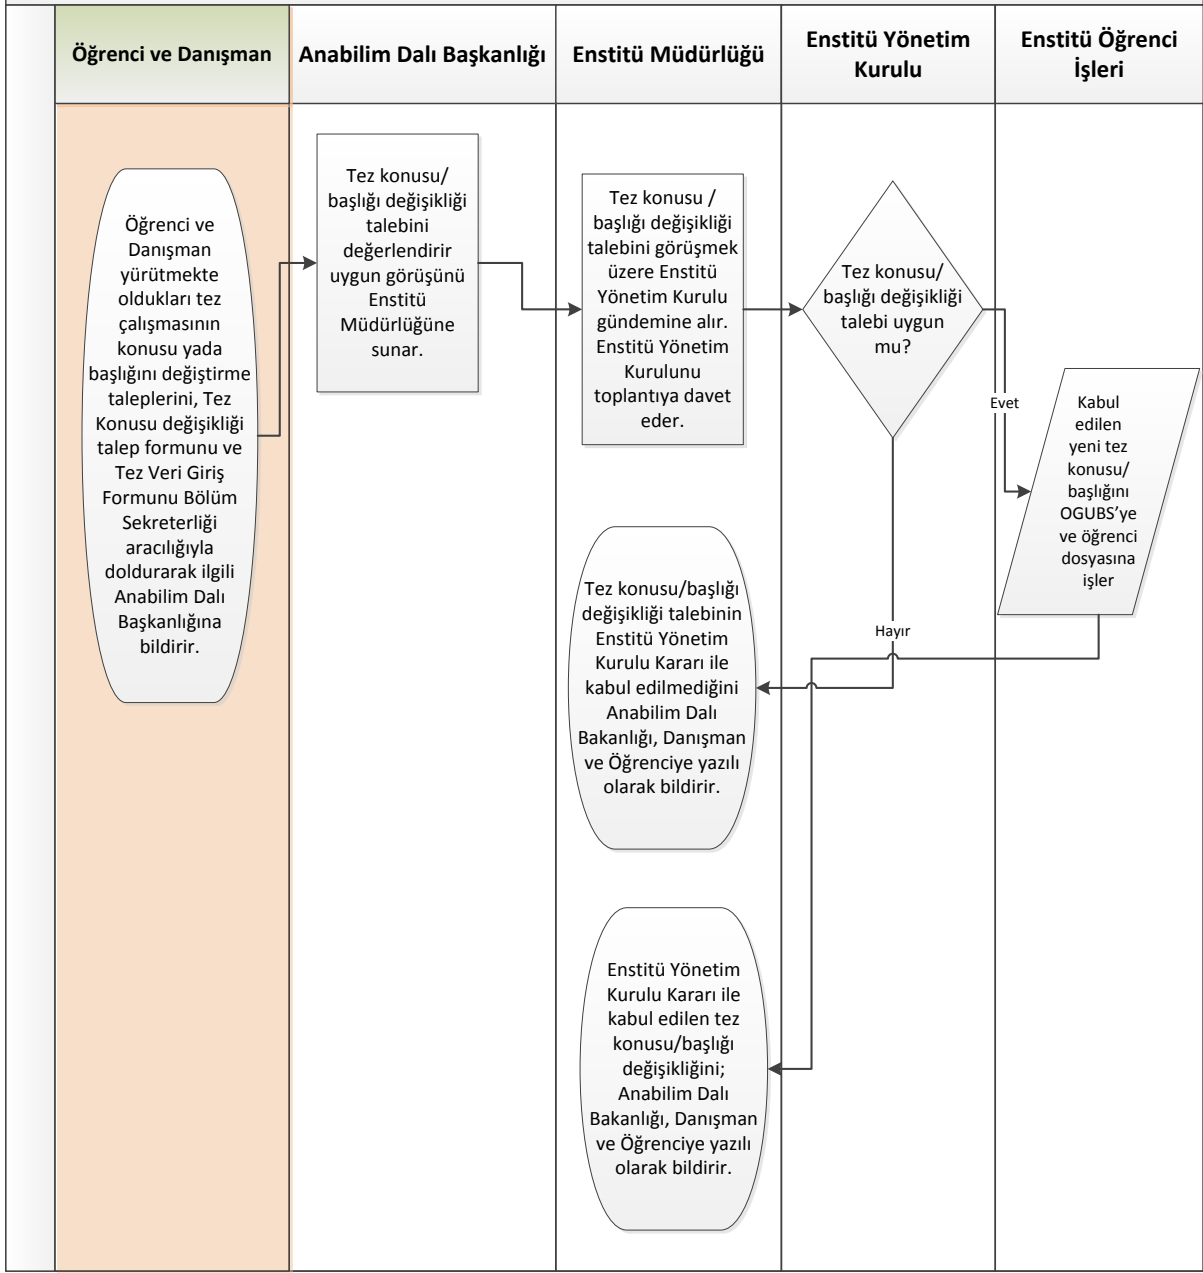 Öğrenci ve Danışman
Anabilim Dalı Başkanlığı
Enstitü Müdürlüğü
Enstitü Yönetim
Kurulu
Enstitü Öğrenci
İşleri
Öğrenci ve
Danışman
yürütmekte
oldukları tez
çalışmasının
konusu yada
başlığını değiştirme
taleplerini, Tez
Konusu değişikliği
talep formunu ve
Tez Veri Giriş
Formunu Bölüm
Sekreterliği
aracılığıyla
doldurarak ilgili
Anabilim Dalı
Başkanlığına
bildirir.
Tez konusu/
başlığı değişikliği
talebini
değerlendirir
uygun görüşünü
Enstitü
Müdürlüğüne
sunar.
Tez konusu /
başlığı değişikliği
talebini görüşmek
üzere Enstitü
Yönetim Kurulu
gündemine alır.
Enstitü Yönetim
Kurulunu
toplantıya davet
eder.
Tez konusu/
başlığı değişikliği
talebi uygun
mu?
Evet
Kabul
edilen
yeni tez
konusu/
başlığını
OGUBS’ye
ve öğrenci
dosyasına
işler
Hayır
Tez konusu/başlığı
değişikliği talebinin
Enstitü Yönetim
Kurulu Kararı ile
kabul edilmediğini
Anabilim Dalı
Bakanlığı, Danışman
ve Öğrenciye yazılı
olarak bildirir.
Enstitü Yönetim
Kurulu Kararı ile
kabul edilen tez
konusu/başlığı
değişikliğini;
Anabilim Dalı
Bakanlığı, Danışman
ve Öğrenciye yazılı
olarak bildirir.